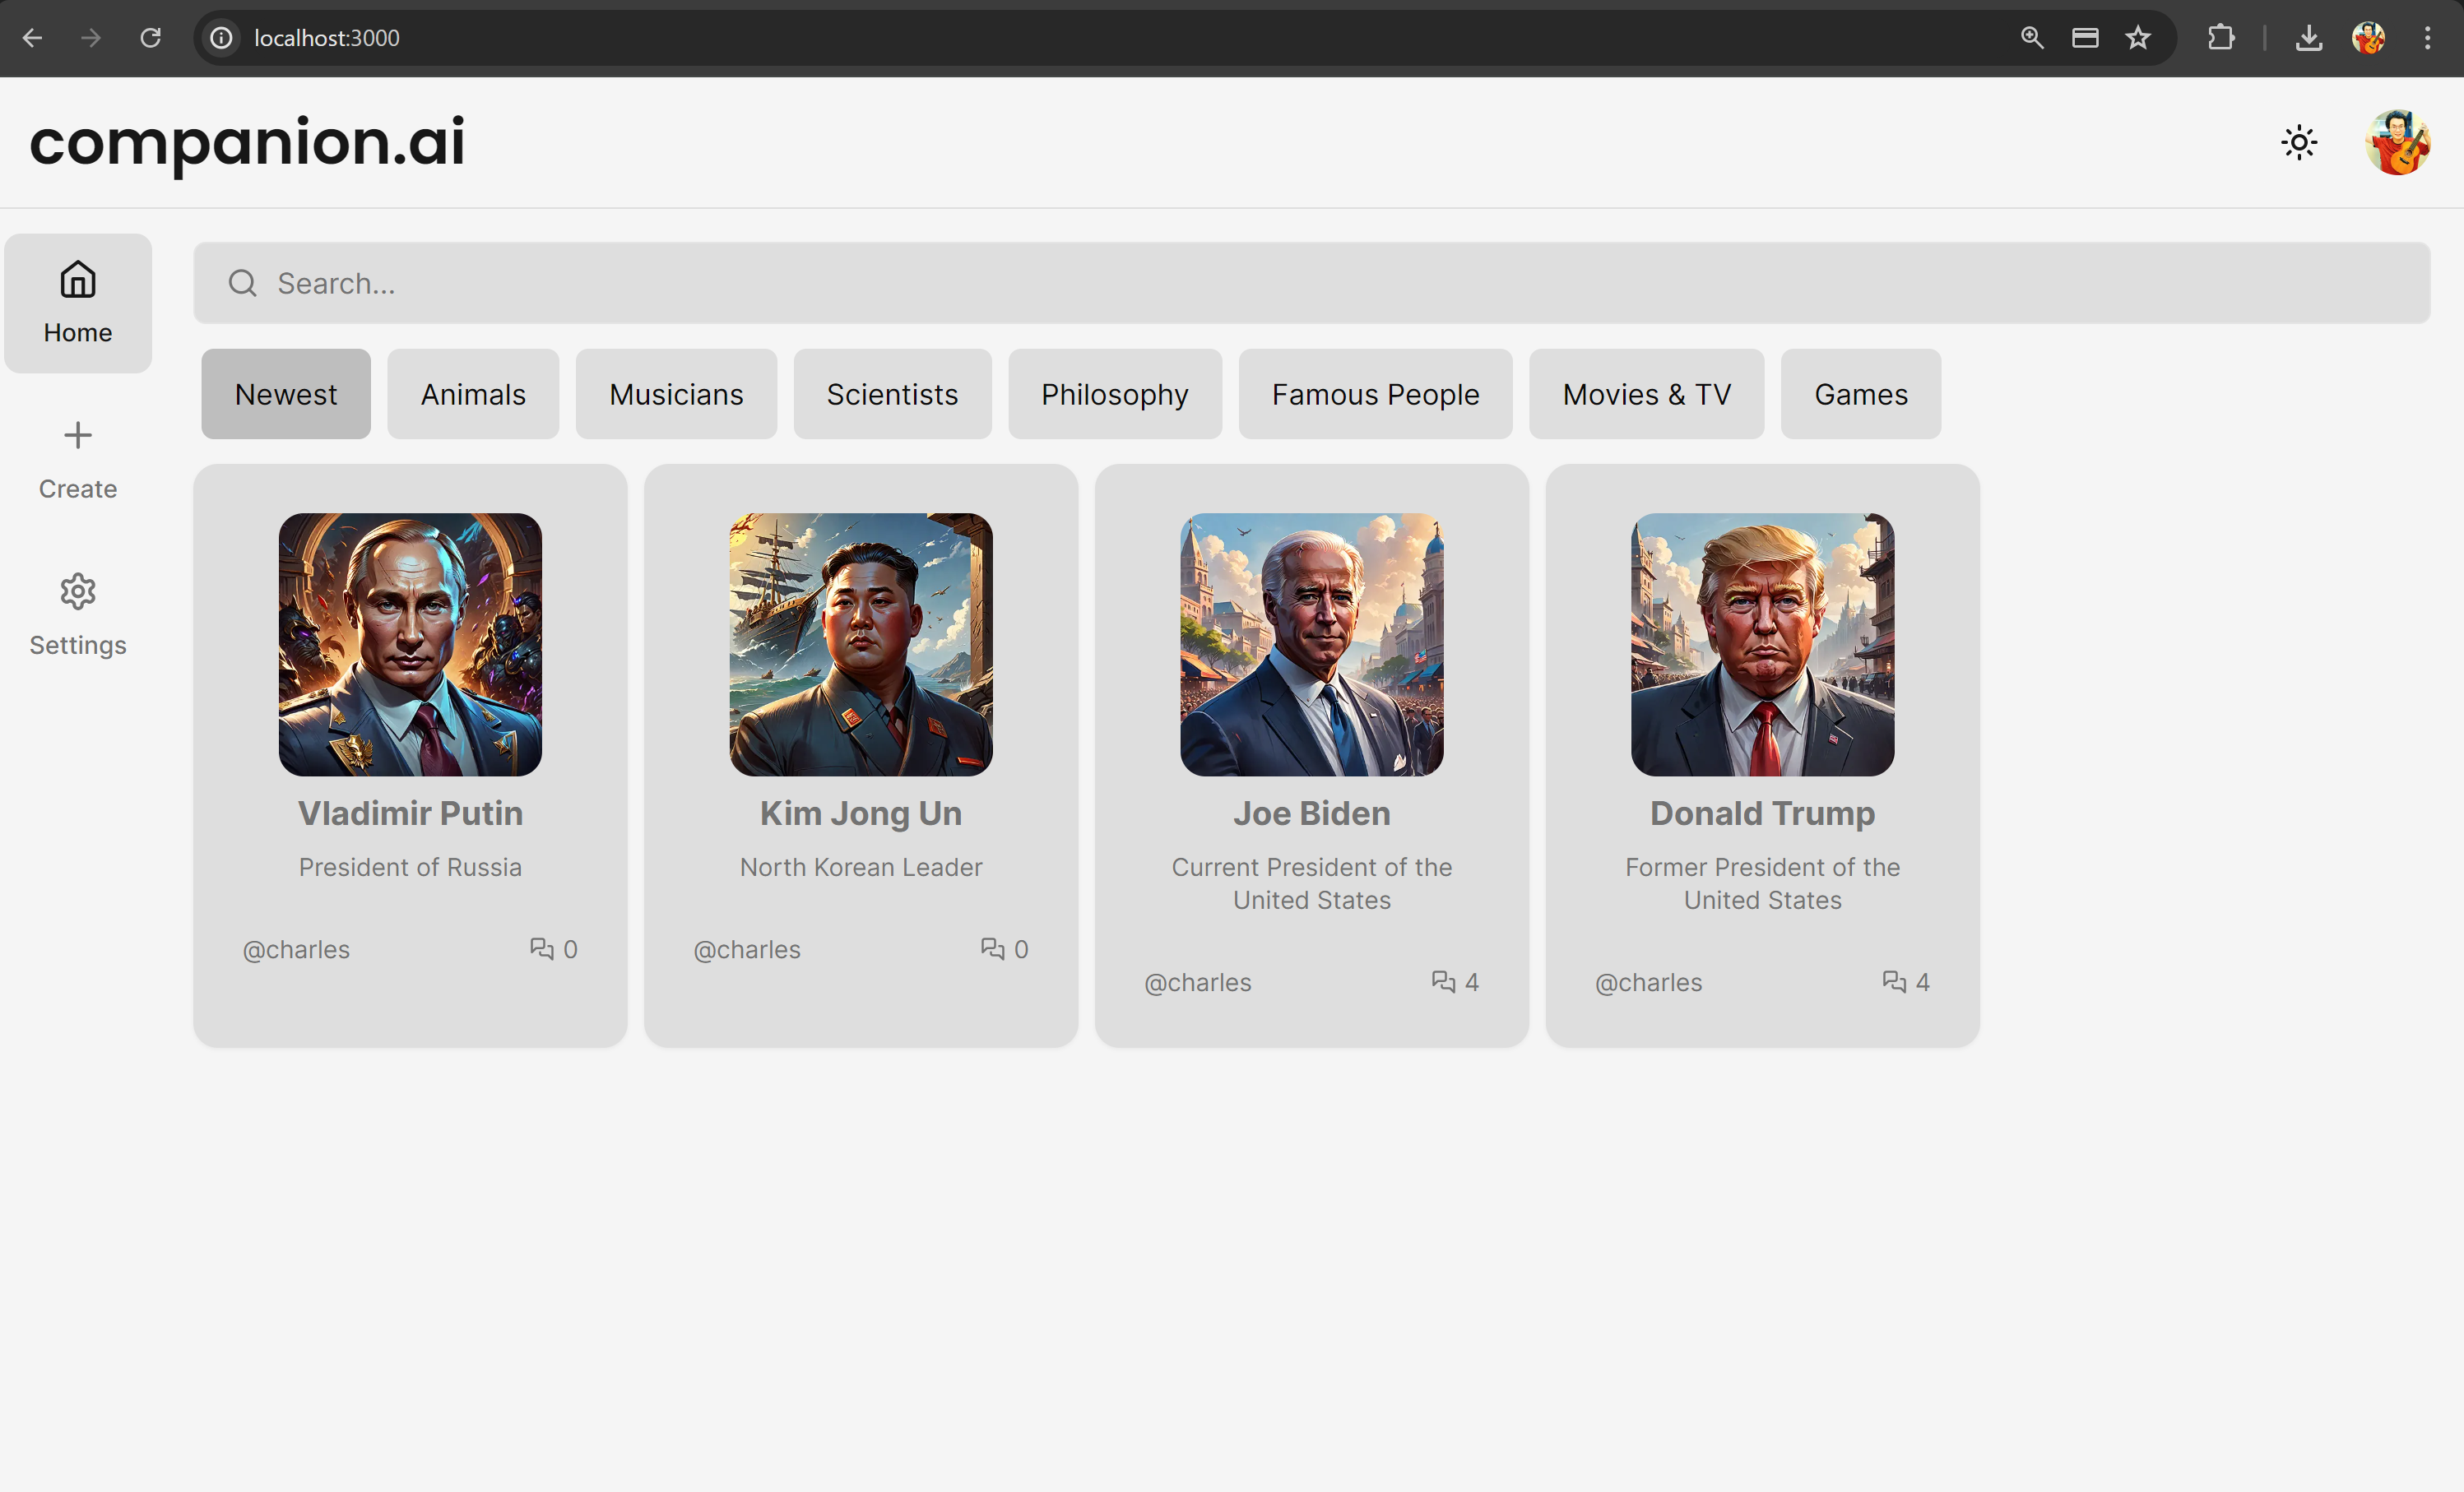 localhost:3000
companion.ai
Home
Search...
Newest
Animals
Musicians
Scientists
Philosophy
Famous People
Movies & TV
Games
Create
Settings
Vladimir Putin
President of Russia
@charles
0
Kim Jong Un
North Korean Leader
@charles
0
Joe Biden
Current President of the
United States
@charles
4
Donald Trump
Former President of the
United States
@charles
4